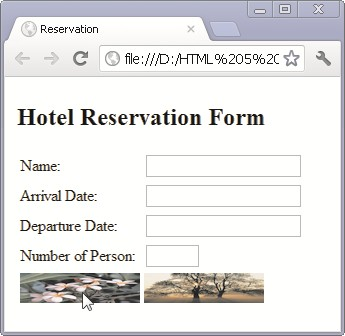 Reservation
file:///D:/HTML%205%20
Hotel Reservation Form
Name:
Arrival Date:
Departure Date:
Number of Person: